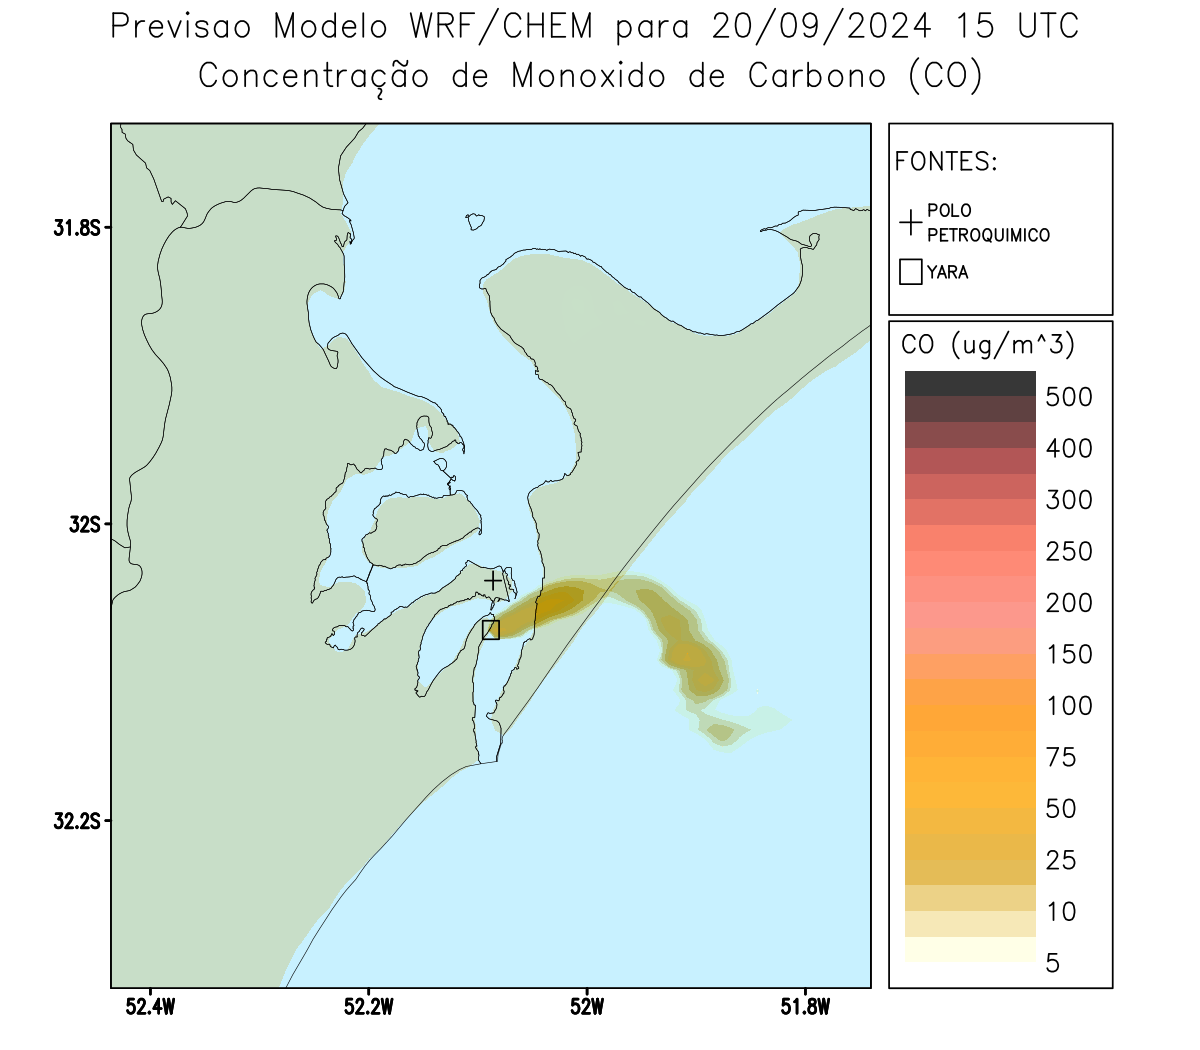 Previsao Modelo WRF/CHEM para 20/09/2024 15 UTC
Concentração de Monoxido de Carbono (CO)
FONTES:
POLO
PETROQUIMICO
YARA
CO (ug/m^3)
500
400
300
250
200
150
100
75
50
25
10
5
31.8S
32S
32.2S
52.4W
52.2W
52W
51.8W